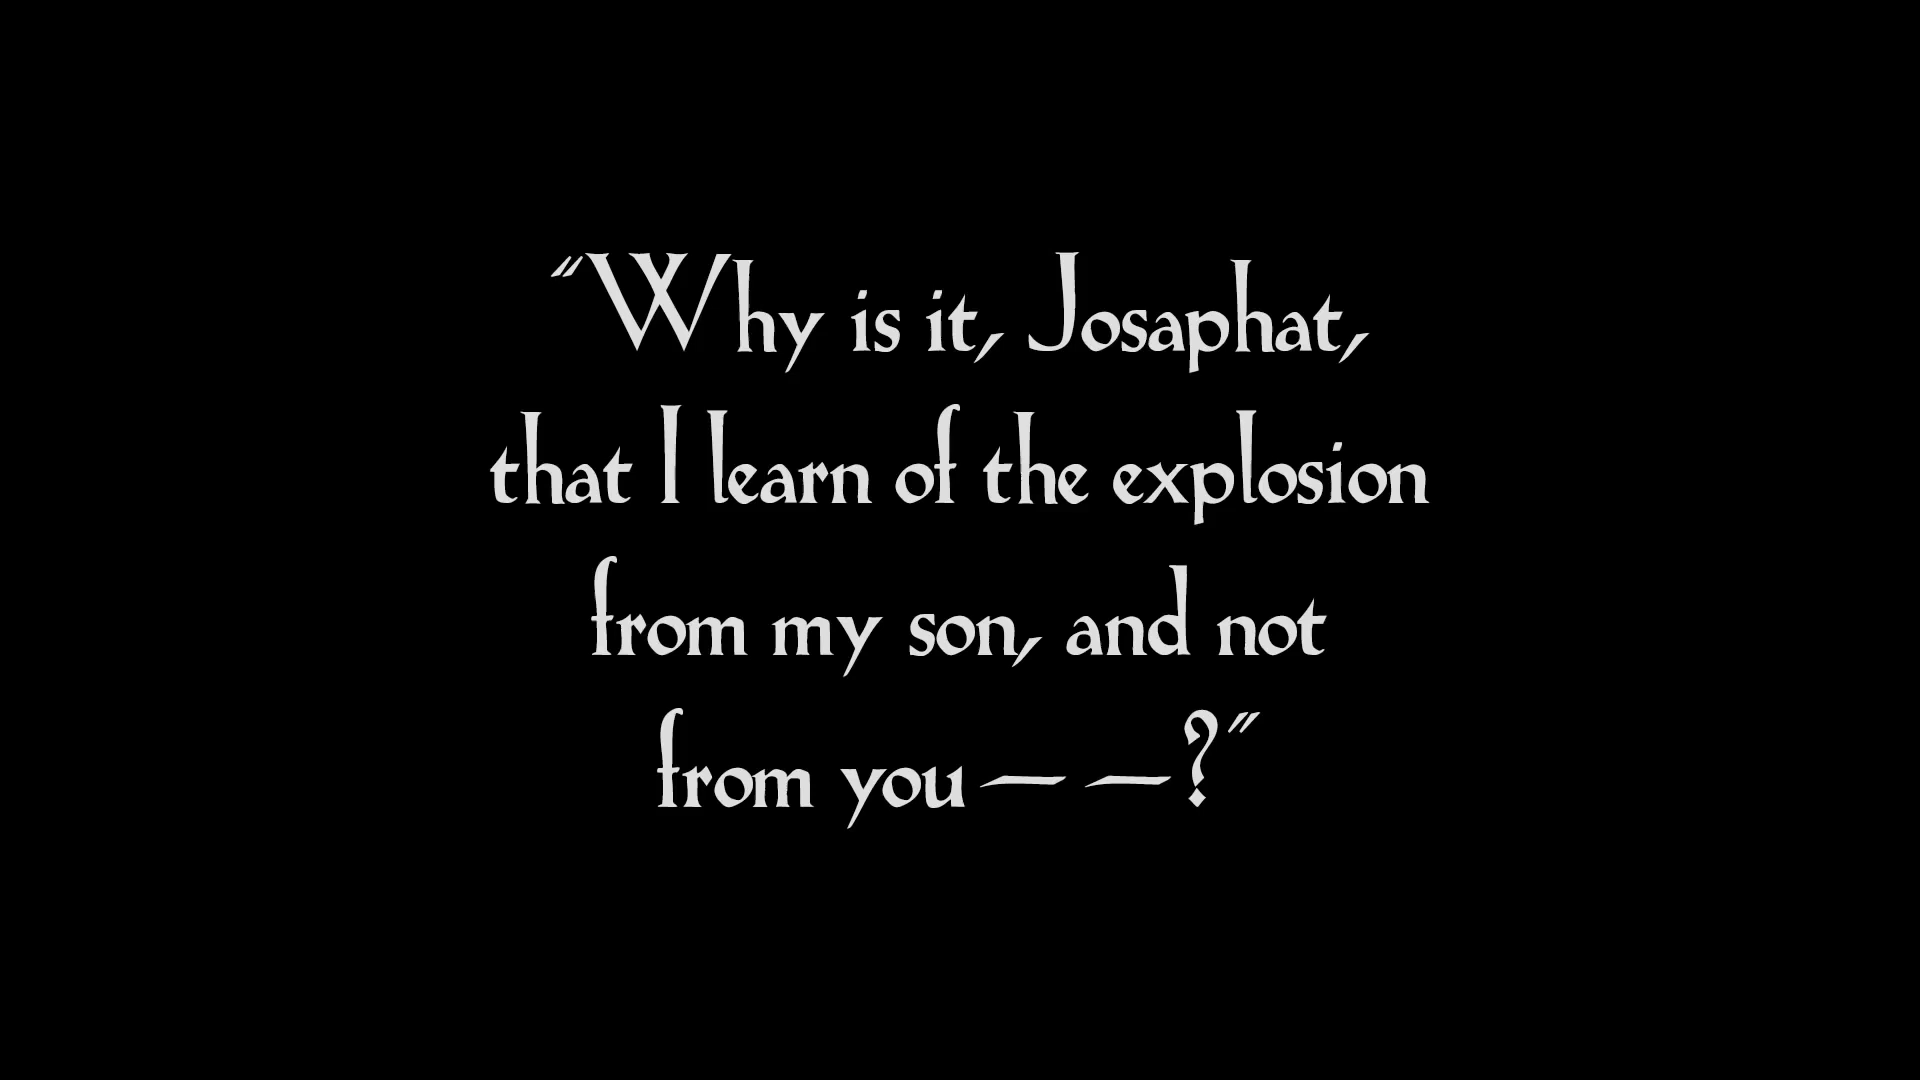 “Why is it, Josaphat,
that I learn of the explosion
from my son, and not
from you — —?”